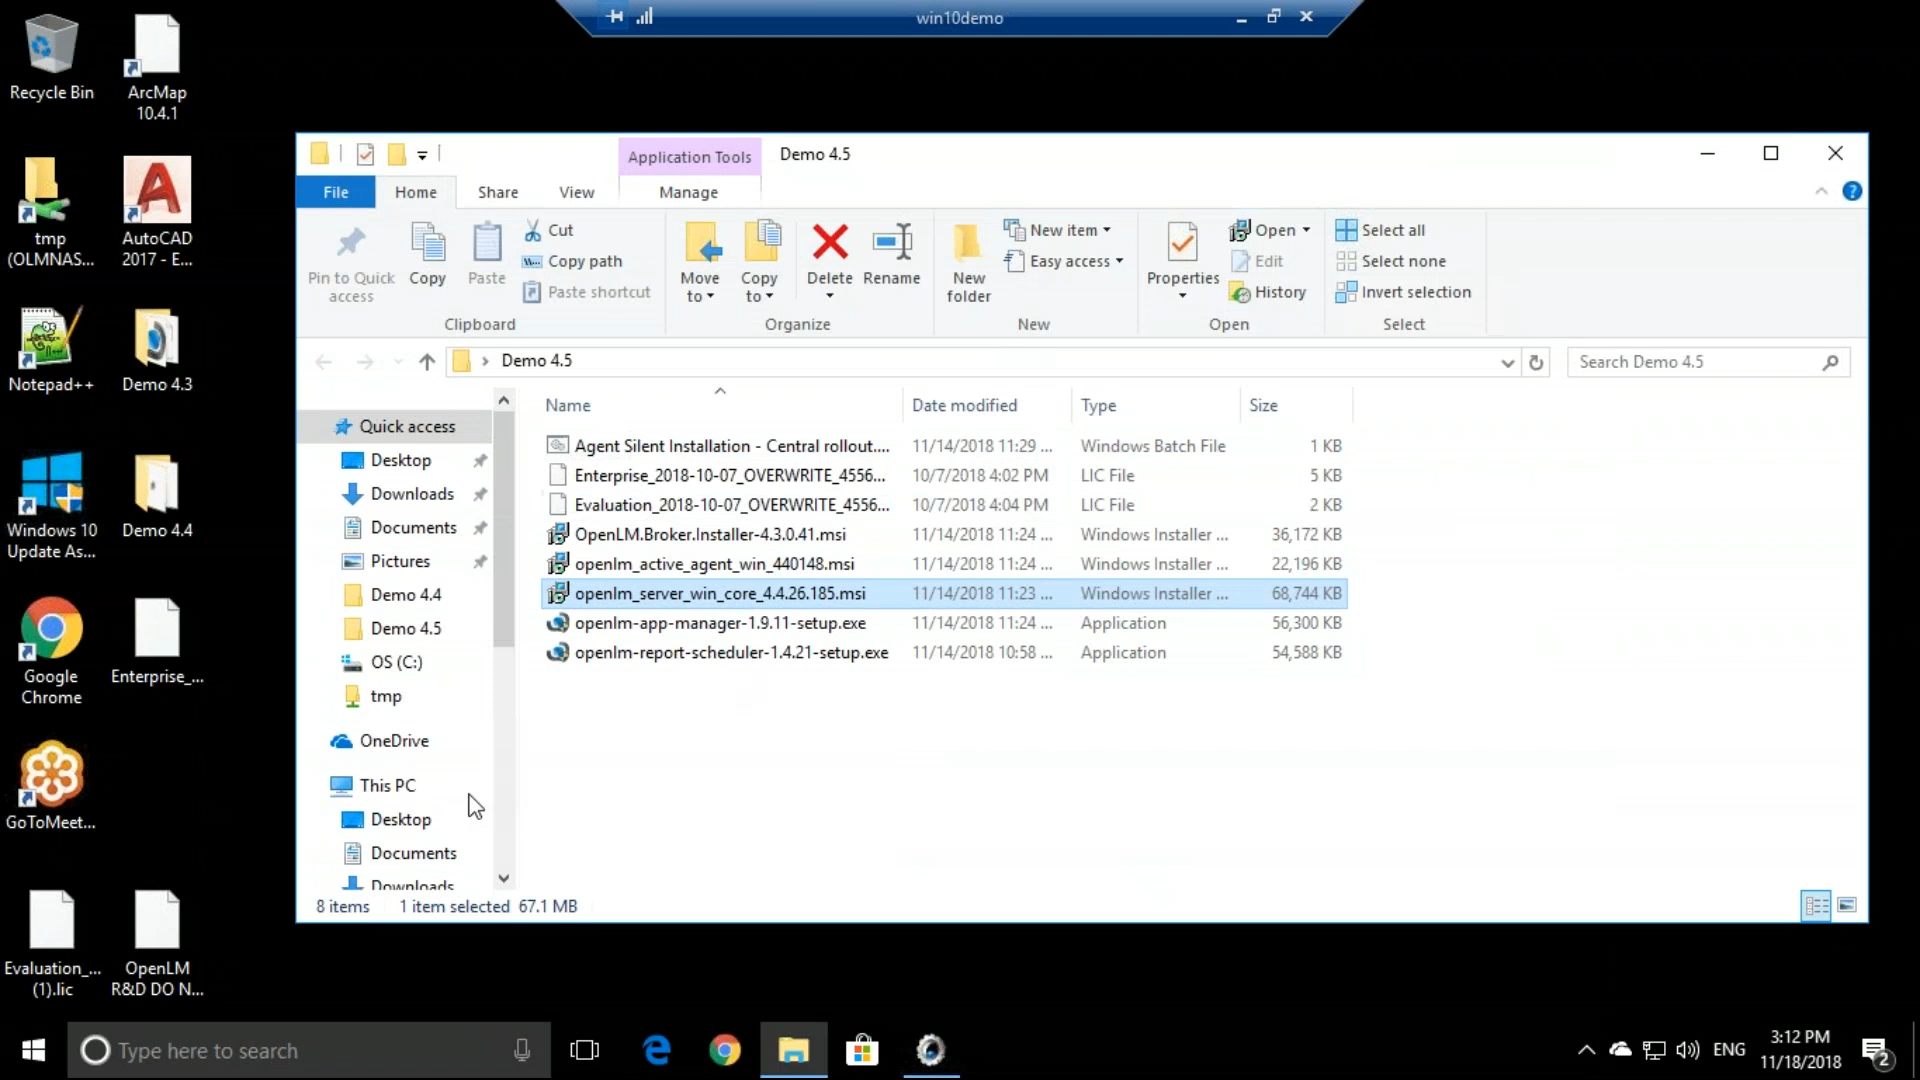 win10demo
Recycle Bin
ArcMap
10.4.1
tmp
(OLMNAS...
AutoCAD
2017 - E...
Notepad++
Demo 4.3
Windows 10
Update As...
Demo 4.4
Google
Chrome
Enterprise_...
GoToMeet...
Evaluation_...
(1).lic
OpenLM
R&D DO N...
Application Tools
Demo 4.5
File
Home
Share
View
Manage
Pin to Quick
access
Copy
Paste
Cut
Copy path
Paste shortcut
Clipboard
Move
to
Copy
to
Delete
Rename
Organize
New
folder
New item
Easy access
New
Properties
Open
Edit
History
Open
Select all
Select none
Invert selection
Select
Demo 4.5
Search Demo 4.5
Quick access
Desktop
Downloads
Documents
Pictures
Demo 4.4
Demo 4.5
OS (C:)
tmp
OneDrive
This PC
Desktop
Documents
Downloads
Name Date modified Type Size
Agent Silent Installation - Central rollout.... 11/14/2018 11:29 ... Windows Batch File 1 KB
Enterprise_2018-10-07_OVERWRITE_4556... 10/7/2018 4:02 PM LIC File 5 KB
Evaluation_2018-10-07_OVERWRITE_4556... 10/7/2018 4:04 PM LIC File 2 KB
OpenLM.Broker.Installer-4.3.0.41.msi 11/14/2018 11:24 ... Windows Installer ... 36,172 KB
openlm_active_agent_win_440148.msi 11/14/2018 11:24 ... Windows Installer ... 22,196 KB
openlm_server_win_core_4.4.26.185.msi 11/14/2018 11:23 ... Windows Installer ... 68,744 KB
openlm-app-manager-1.9.11-setup.exe 11/14/2018 11:24 ... Application 56,300 KB
openlm-report-scheduler-1.4.21-setup.exe 11/14/2018 10:58 ... Application 54,588 KB
8 items 1 item selected 67.1 MB
Type here to search
ENG
3:12 PM
11/18/2018
2